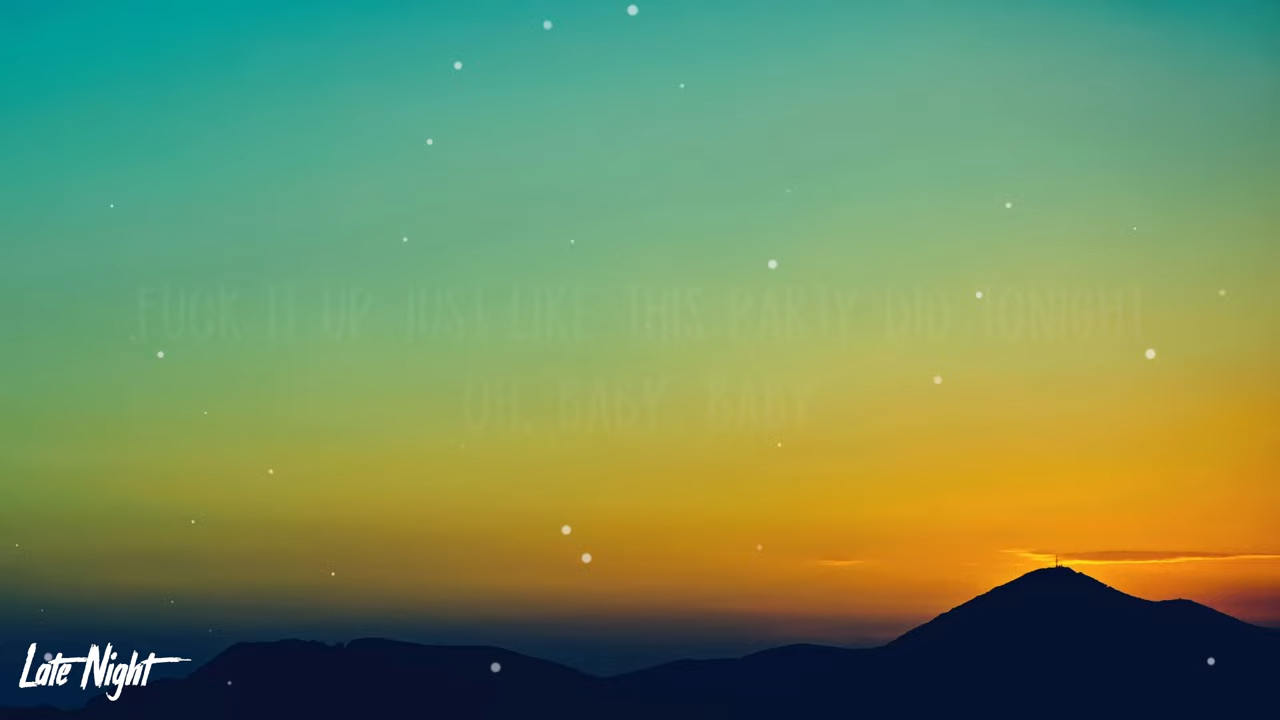 FUCK IT UP JUST LIKE THIS PARTY DID TONIGHT
OH, BABY, BABY
Late Night